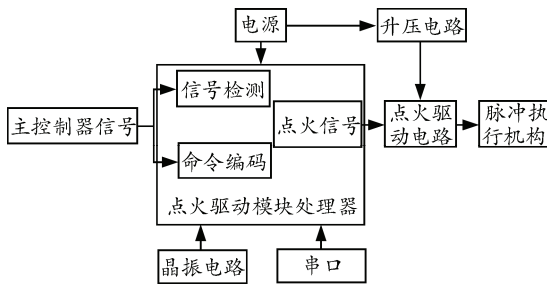 电源
升压电路
信号检测
主控制器信号
点火信号
点火驱
动电路
脉冲执
行机构
命令编码
点火驱动模块处理器
晶振电路
串口